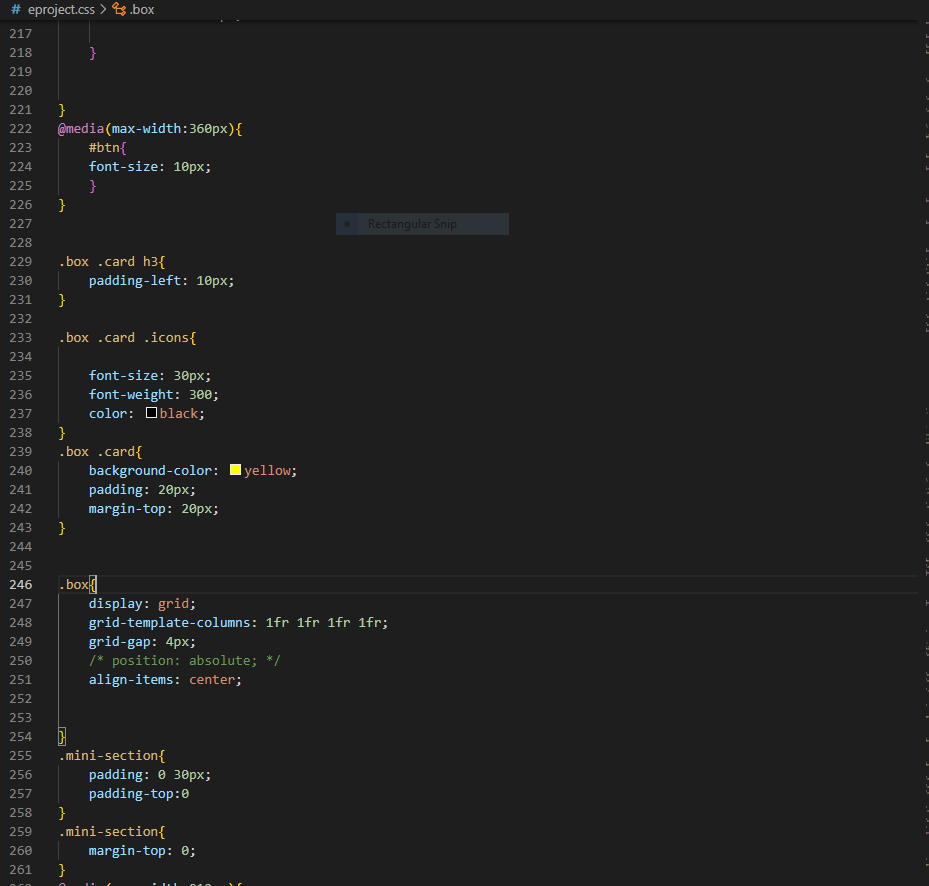 # eproject.css > .box
217
218 }
219
220
221 }
222 @media(max-width:360px){
223 #btn{
224 font-size: 10px;
225 }
226 }
227
Rectangular Snip
228
229 .box .card h3{
230 padding-left: 10px;
231 }
232
233 .box .card .icons{
234
235 font-size: 30px;
236 font-weight: 300;
237 color: black;
238 }
239 .box .card{
240 background-color: yellow;
241 padding: 20px;
242 margin-top: 20px;
243 }
244
245
246 .box{
247 display: grid;
248 grid-template-columns: 1fr 1fr 1fr 1fr;
249 grid-gap: 4px;
250 /* position: absolute; */
251 align-items: center;
252
253
254 }
255 .mini-section{
256 padding: 0 30px;
257 padding-top:0
258 }
259 .mini-section{
260 margin-top: 0;
261 }